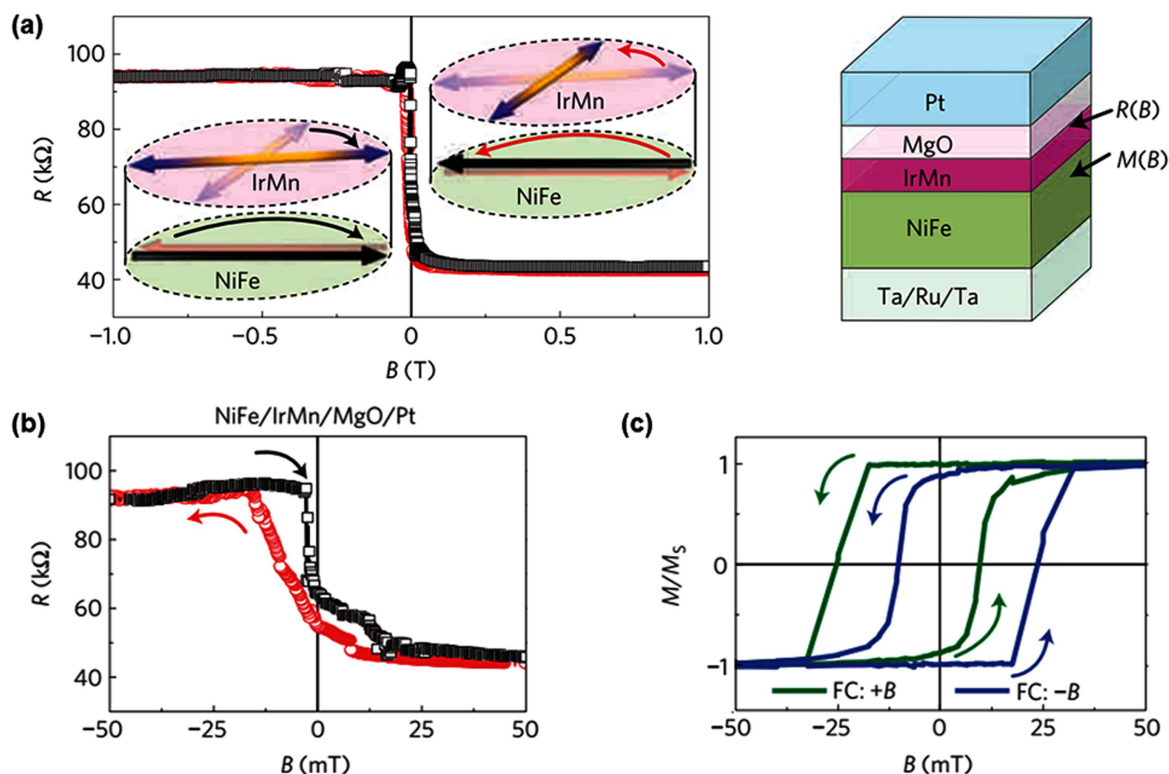 (a)
100
80
60
40
R (kΩ)
IrMn
NiFe
IrMn
NiFe
−1.0 −0.5 0 0.5 1.0
B (T)
Pt
MgO
IrMn
NiFe
Ta/Ru/Ta
R(B)
M(B)
(b)
NiFe/IrMn/MgO/Pt
100
80
60
40
R (kΩ)
−50 −25 0 25 50
B (mT)
(c)
1
0
−1
M/MS
FC: +B FC: −B
−50 −25 0 25 50
B (mT)